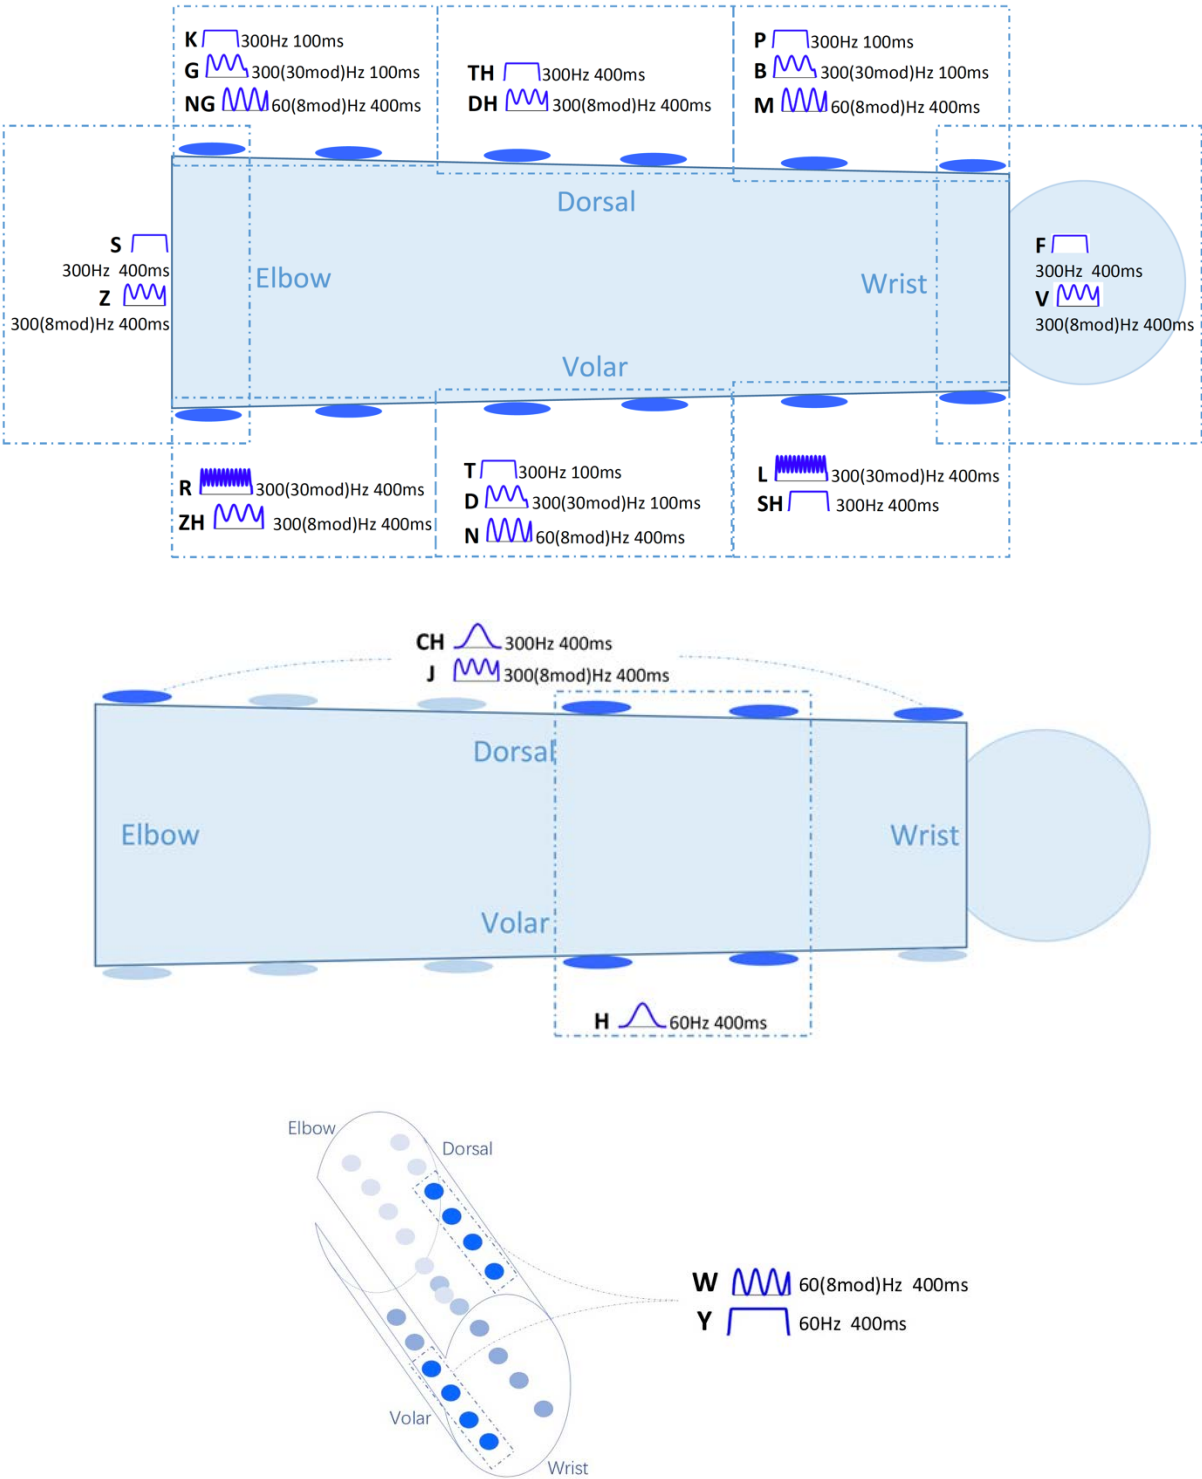 K 300Hz 100ms
G 300(30mod)Hz 100ms
NG 60(8mod)Hz 400ms
TH 300Hz 400ms
DH 300(8mod)Hz 400ms
P 300Hz 100ms
B 300(30mod)Hz 100ms
M 60(8mod)Hz 400ms
Dorsal
S
300Hz 400ms
Z
300(8mod)Hz 400ms
Elbow
Wrist
F
300Hz 400ms
V
300(8mod)Hz 400ms
Volar
R 300(30mod)Hz 400ms
ZH 300(8mod)Hz 400ms
T 300Hz 100ms
D 300(30mod)Hz 100ms
N 60(8mod)Hz 400ms
L 300(30mod)Hz 400ms
SH 300Hz 400ms
CH 300Hz 400ms
J 300(8mod)Hz 400ms
Dorsal
Elbow
Wrist
Volar
H 60Hz 400ms
Elbow
Dorsal
W 60(8mod)Hz 400ms
Y 60Hz 400ms
Volar
Wrist